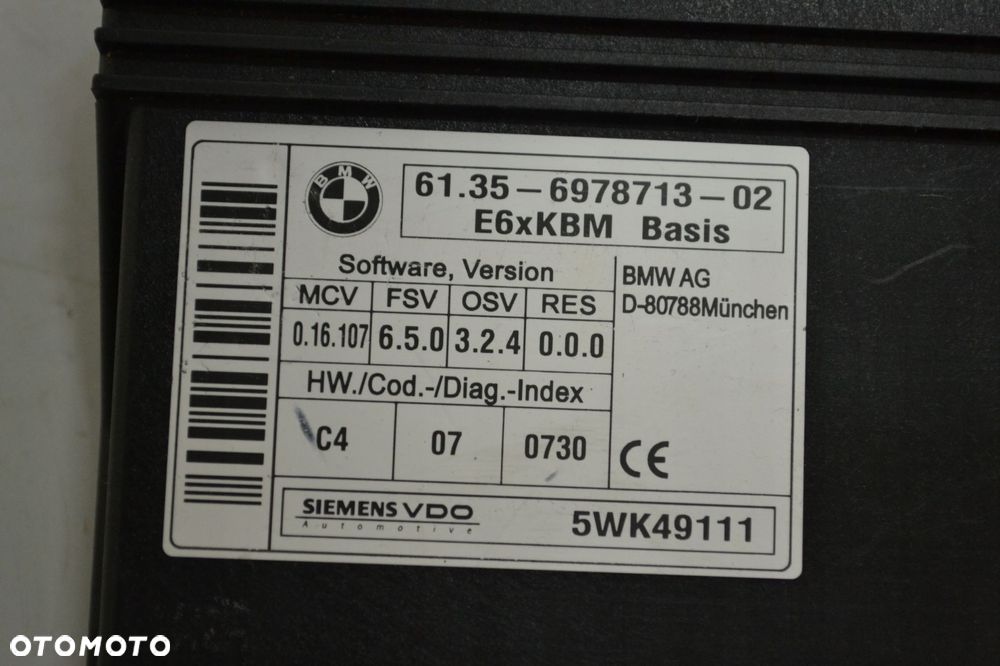 BMW
61.35 - 6978713 - 02
E6xKBM Basis
Software, Version
BMW AG
D-80788München
MCV FSV OSV RES
0.16.107 6.5.0 3.2.4 0.0.0
HW./Cod.-/Diag.-Index
C4 07 0730
CE
SIEMENS VDO
Automotive
5WK49111
OTOMOTO